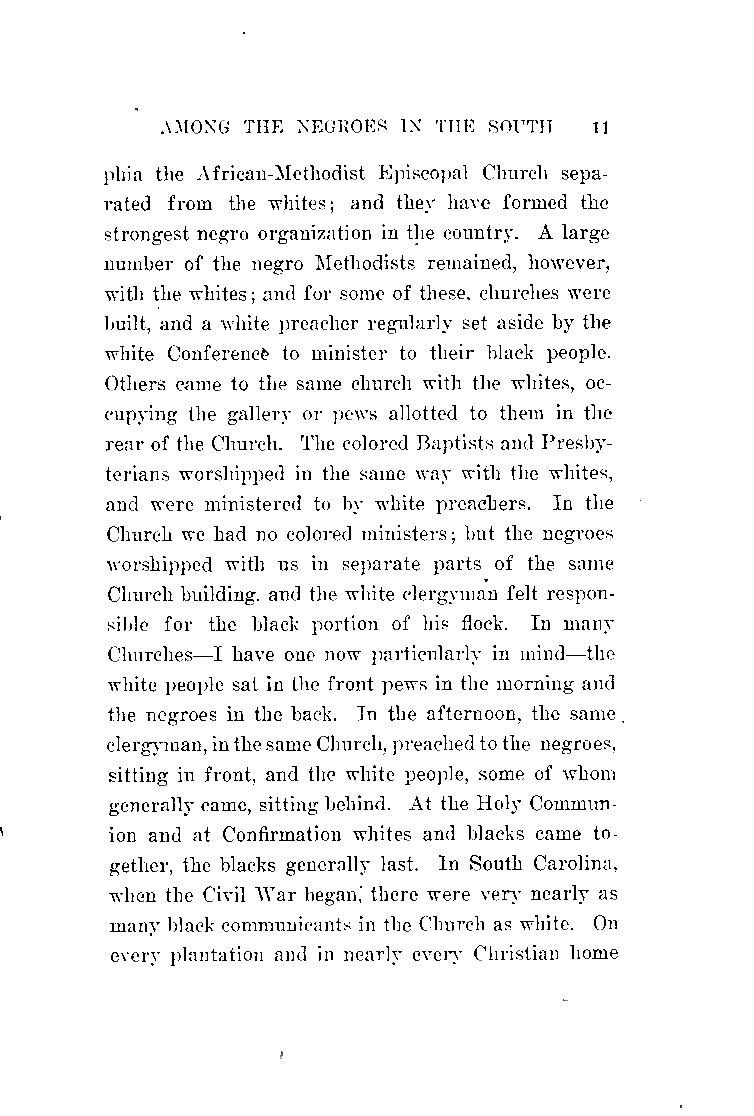 AMONG THE NEGROES IN THE SOUTH 11
phia the African-Methodist Episcopal Church sepa-
rated from the whites; and they have formed the
strongest negro organization in the country. A large
number of the negro Methodists remained, however,
with the whites; and for some of these, churches were
built, and a white preacher regularly set aside by the
white Conference to minister to their black people.
Others came to the same church with the whites, oc-
cupying the gallery or pews allotted to them in the
rear of the Church. The colored Baptists and Presby-
terians worshipped in the same way with the whites,
and were ministered to by white preachers. In the
Church we had no colored ministers; but the negroes
worshipped with us in separate parts of the same
Church building, and the white clergyman felt respon-
sible for the black portion of his flock. In many
Churches—I have one now particularly in mind—the
white people sat in the front pews in the morning and
the negroes in the back. In the afternoon, the same
clergyman, in the same Church, preached to the negroes,
sitting in front, and the white people, some of whom
generally came, sitting behind. At the Holy Commun-
ion and at Confirmation whites and blacks came to-
gether, the blacks generally last. In South Carolina,
when the Civil War began, there were very nearly as
many black communicants in the Church as white. On
every plantation and in nearly every Christian home